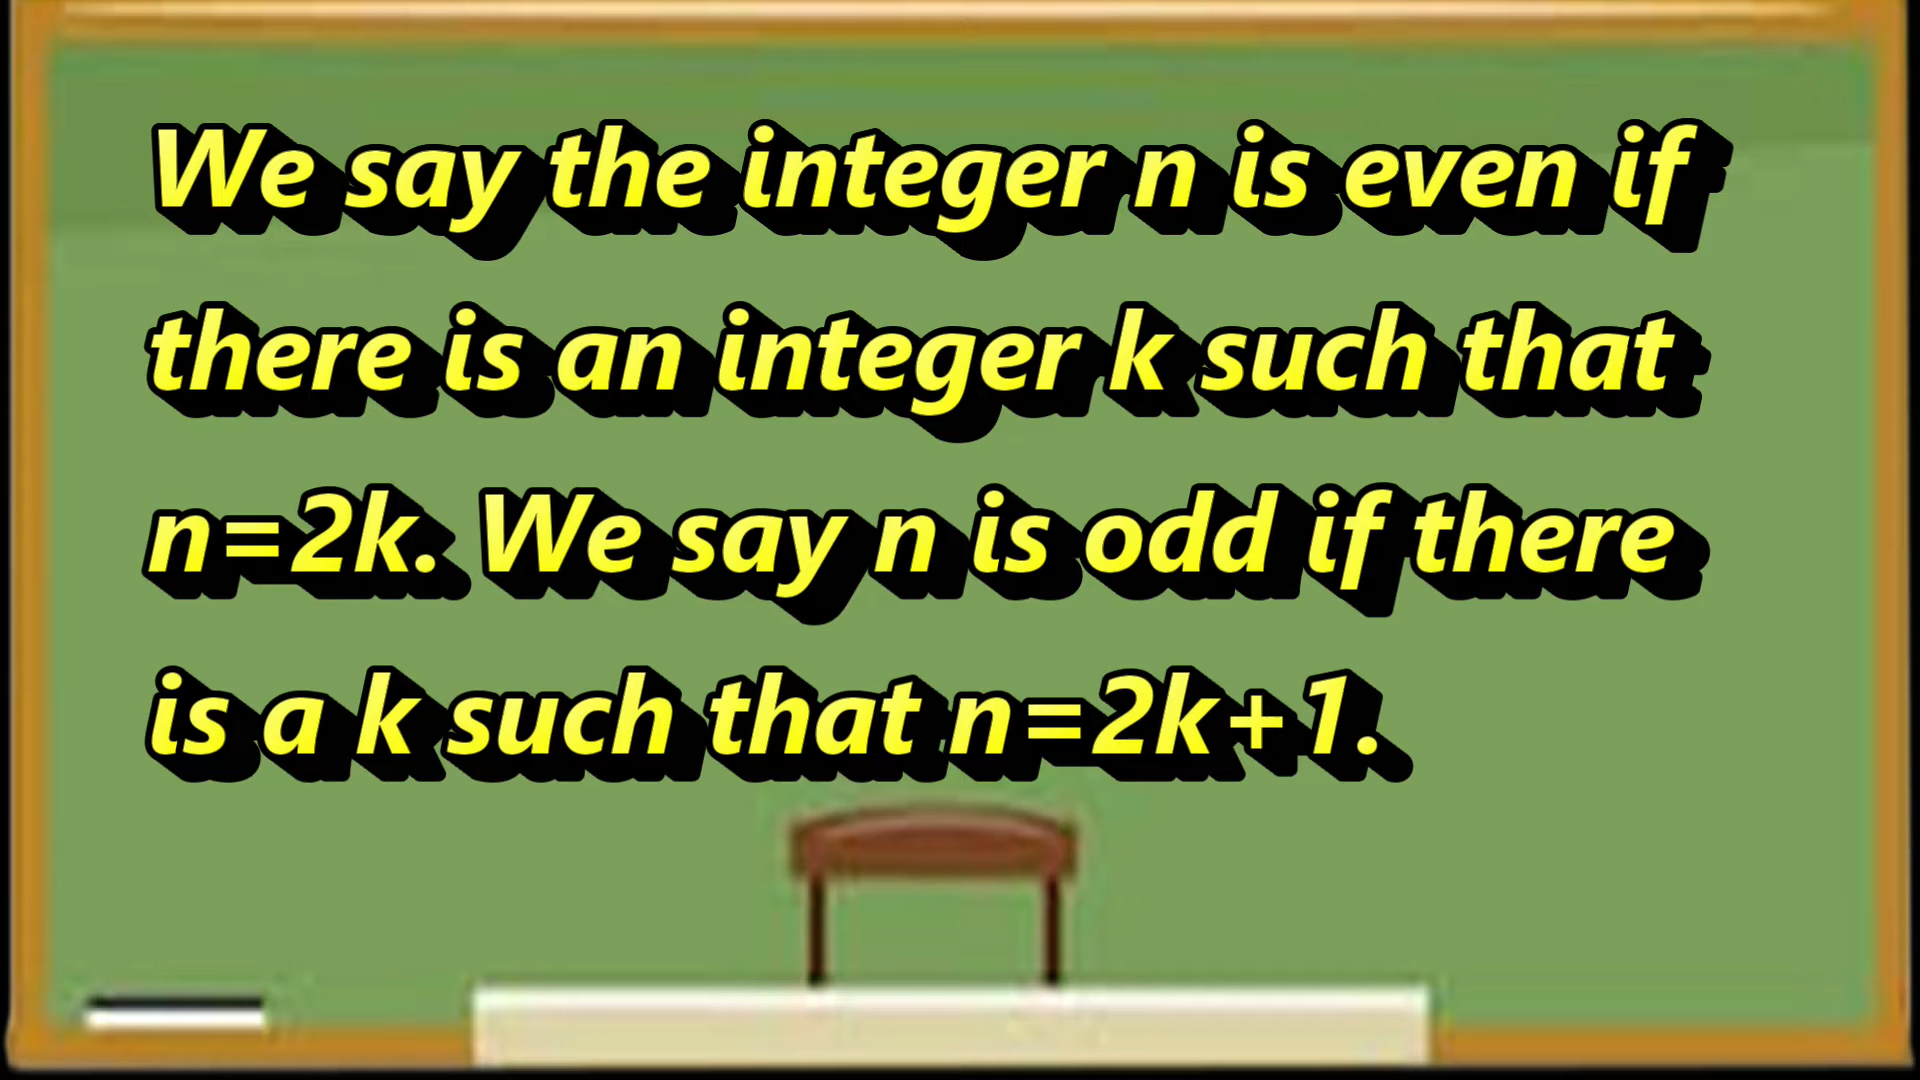 We say the integer n is even if
there is an integer k such that
n=2k. We say n is odd if there
is a k such that n=2k+1.